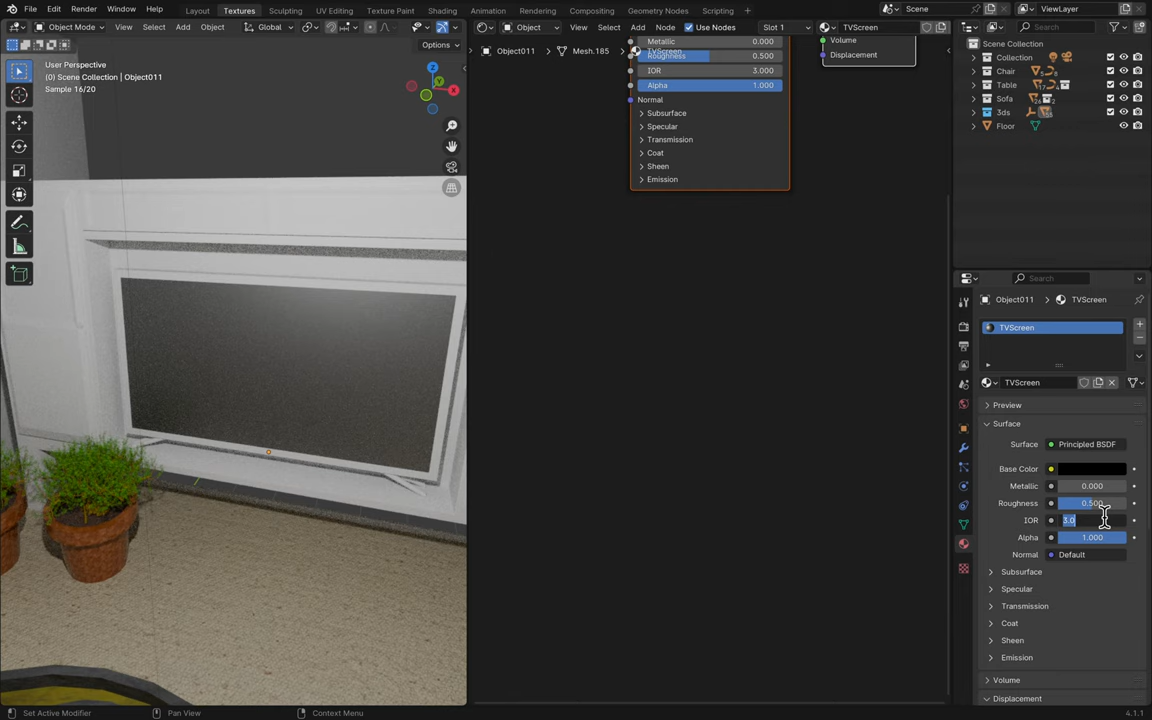 File Edit Render Window Help Layout Textures Sculpting UV Editing Texture Paint Shading Animation Rendering Compositing Geometry Nodes Scripting Scene ViewLayer
Object Mode View Select Add Object Global Object View Select Add Node Use Nodes Slot 1 TVScreen Search
Options
Object011 Mesh.185 TVScreen
User Perspective
(0) Scene Collection | Object011
Sample 16/20
Metallic 0.000
Roughness 0.500
IOR 3.000
Alpha 1.000
Normal
Subsurface
Specular
Transmission
Coat
Sheen
Emission
Volume
Displacement
Scene Collection
Collection
Chair
Table
Sofa
3ds
Floor
Search
Object011 TVScreen
TVScreen
TVScreen
Preview
Surface
Surface Principled BSDF
Base Color
Metallic 0.000
Roughness 0.500
IOR 3.0
Alpha 1.000
Normal Default
Subsurface
Specular
Transmission
Coat
Sheen
Emission
Volume
Displacement
Set Active Modifier Pan View Context Menu 4.1.1